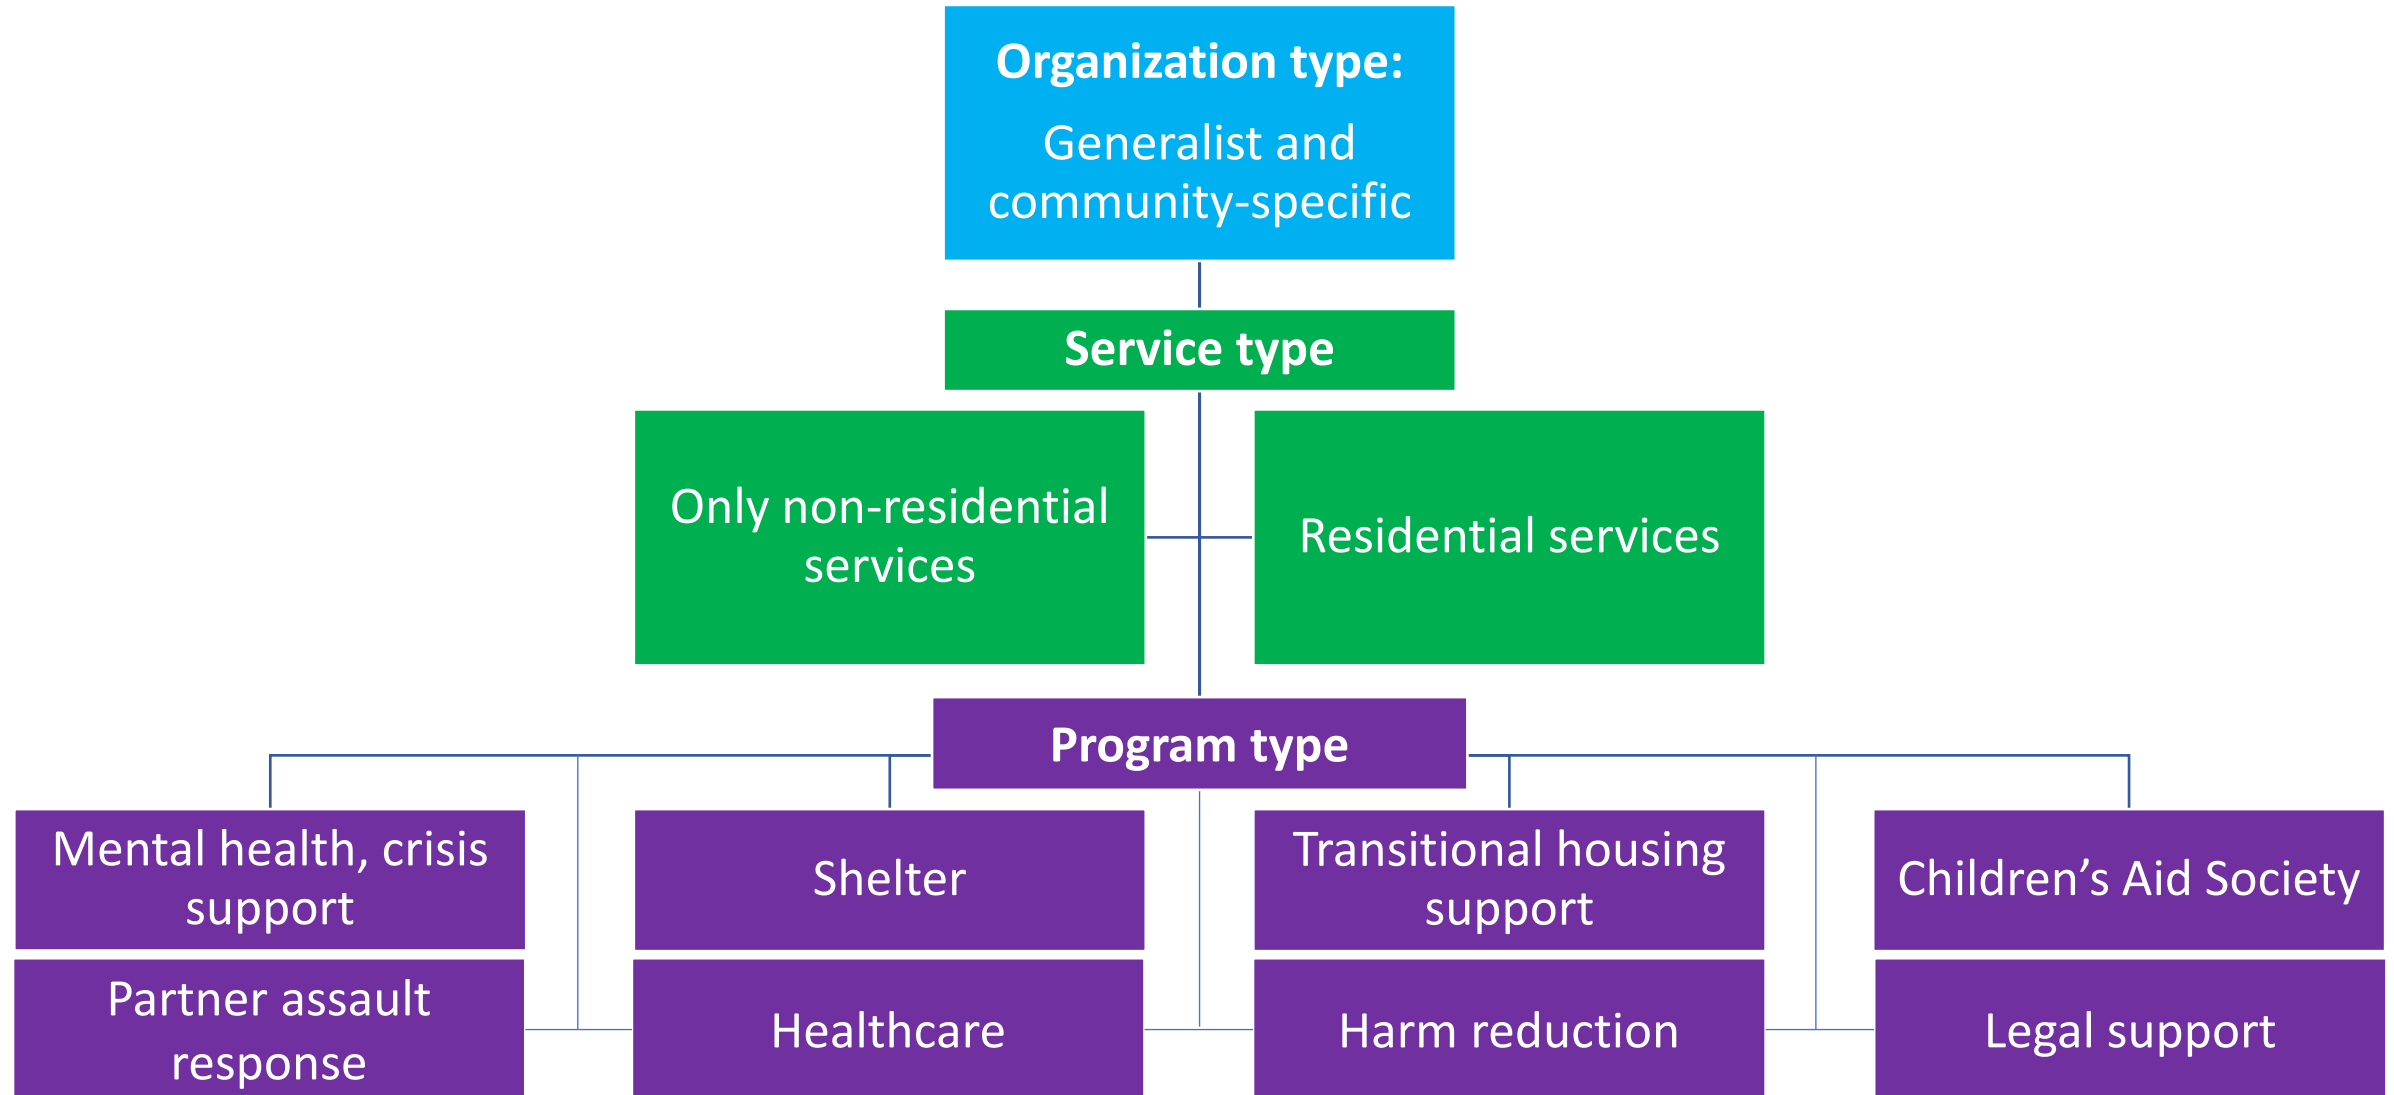 Organization type:
Generalist and
community-specific
Service type
Only non-residential
services
Residential services
Program type
Mental health, crisis
support
Shelter
Transitional housing
support
Children’s Aid Society
Partner assault
response
Healthcare
Harm reduction
Legal support